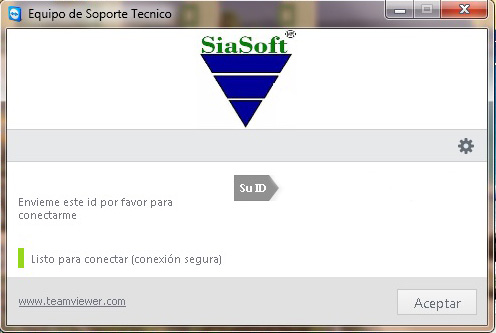 Equipo de Soporte Tecnico
SiaSoft
Su ID
Envieme este id por favor para
conectarme
Listo para conectar (conexión segura)
www.teamviewer.com
Aceptar